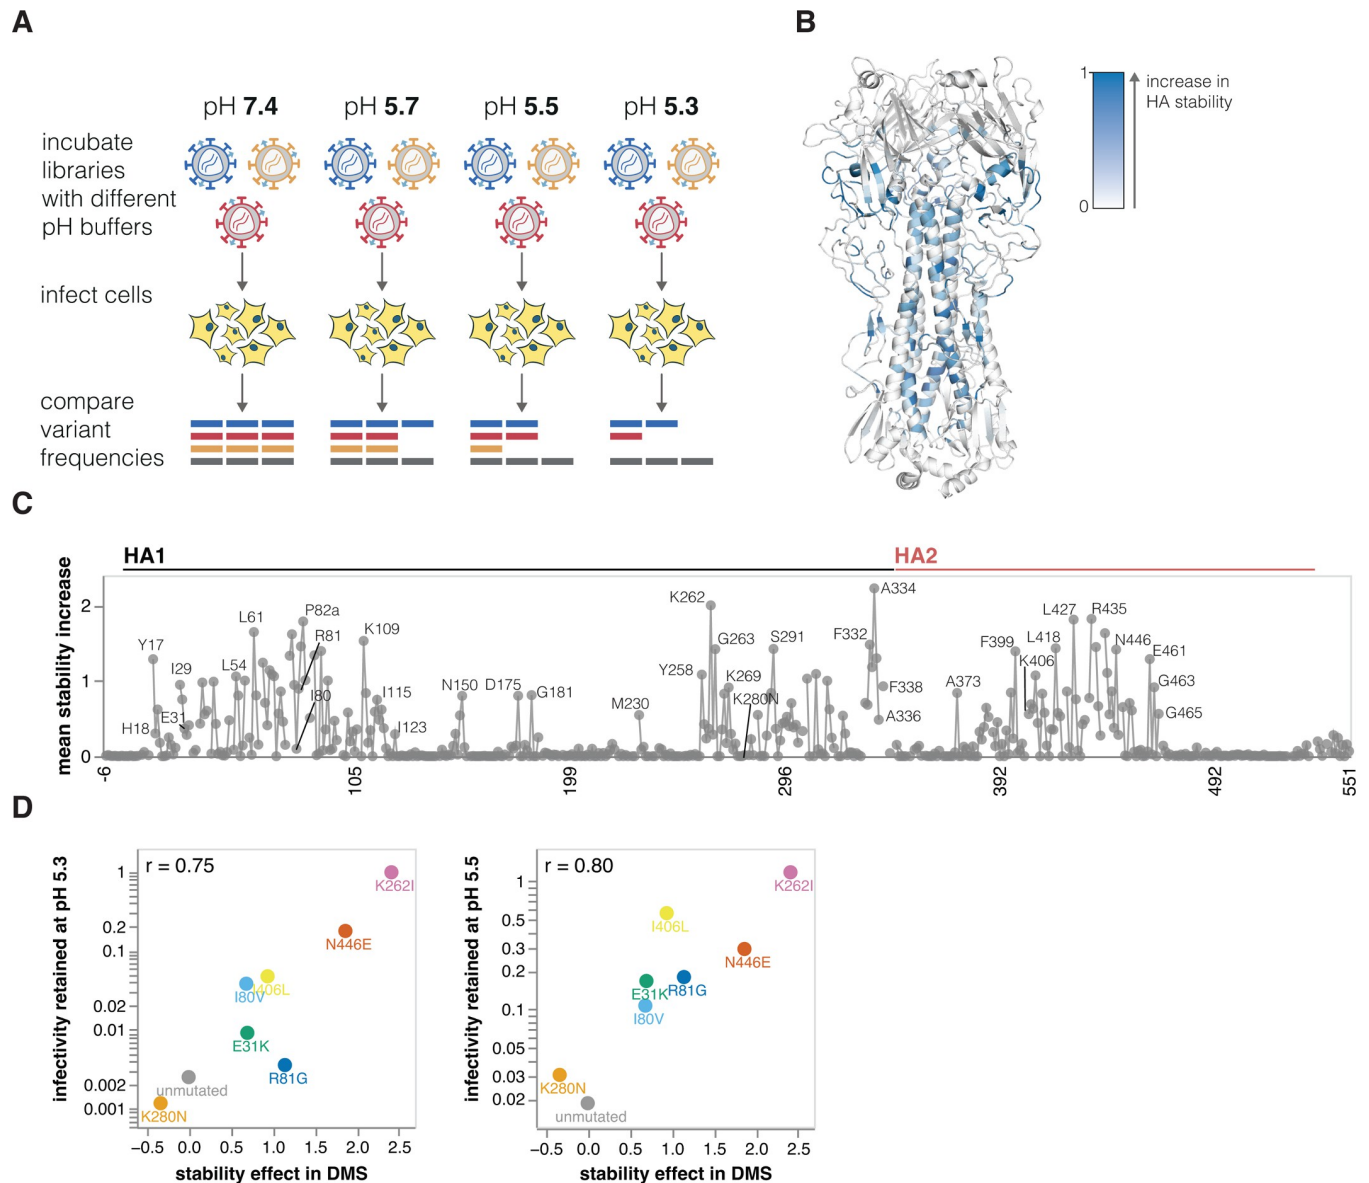 A
pH 7.4
pH 5.7
pH 5.5
pH 5.3
incubate
libraries
with different
pH buffers
infect cells
compare
variant
frequencies
B
1
0
increase in
HA stability
C
HA1
HA2
mean stability increase
2
1
0
Y17
H18
I29
E31
L54
L61
P82a
R81
I80
K109
I115
I123
N150
D175
G181
M230
Y258
K262
G263
K269
K280N
S291
F332
A334
F338
A336
A373
F399
K406
L418
L427
R435
N446
E461
G463
G465
-6
105
199
296
392
492
551
D
infectivity retained at pH 5.3
r = 0.75
1
0.2
0.1
0.02
0.01
0.002
0.001
K262I
N446E
I406L
I80V
E31K
R81G
unmutated
K280N
−0.5
0.0
0.5
1.0
1.5
2.0
2.5
stability effect in DMS
infectivity retained at pH 5.5
r = 0.80
1
0.5
0.3
0.2
0.1
0.05
0.03
0.02
K262I
I406L
N446E
E31K
R81G
I80V
K280N
unmutated
−0.5
0.0
0.5
1.0
1.5
2.0
2.5
stability effect in DMS